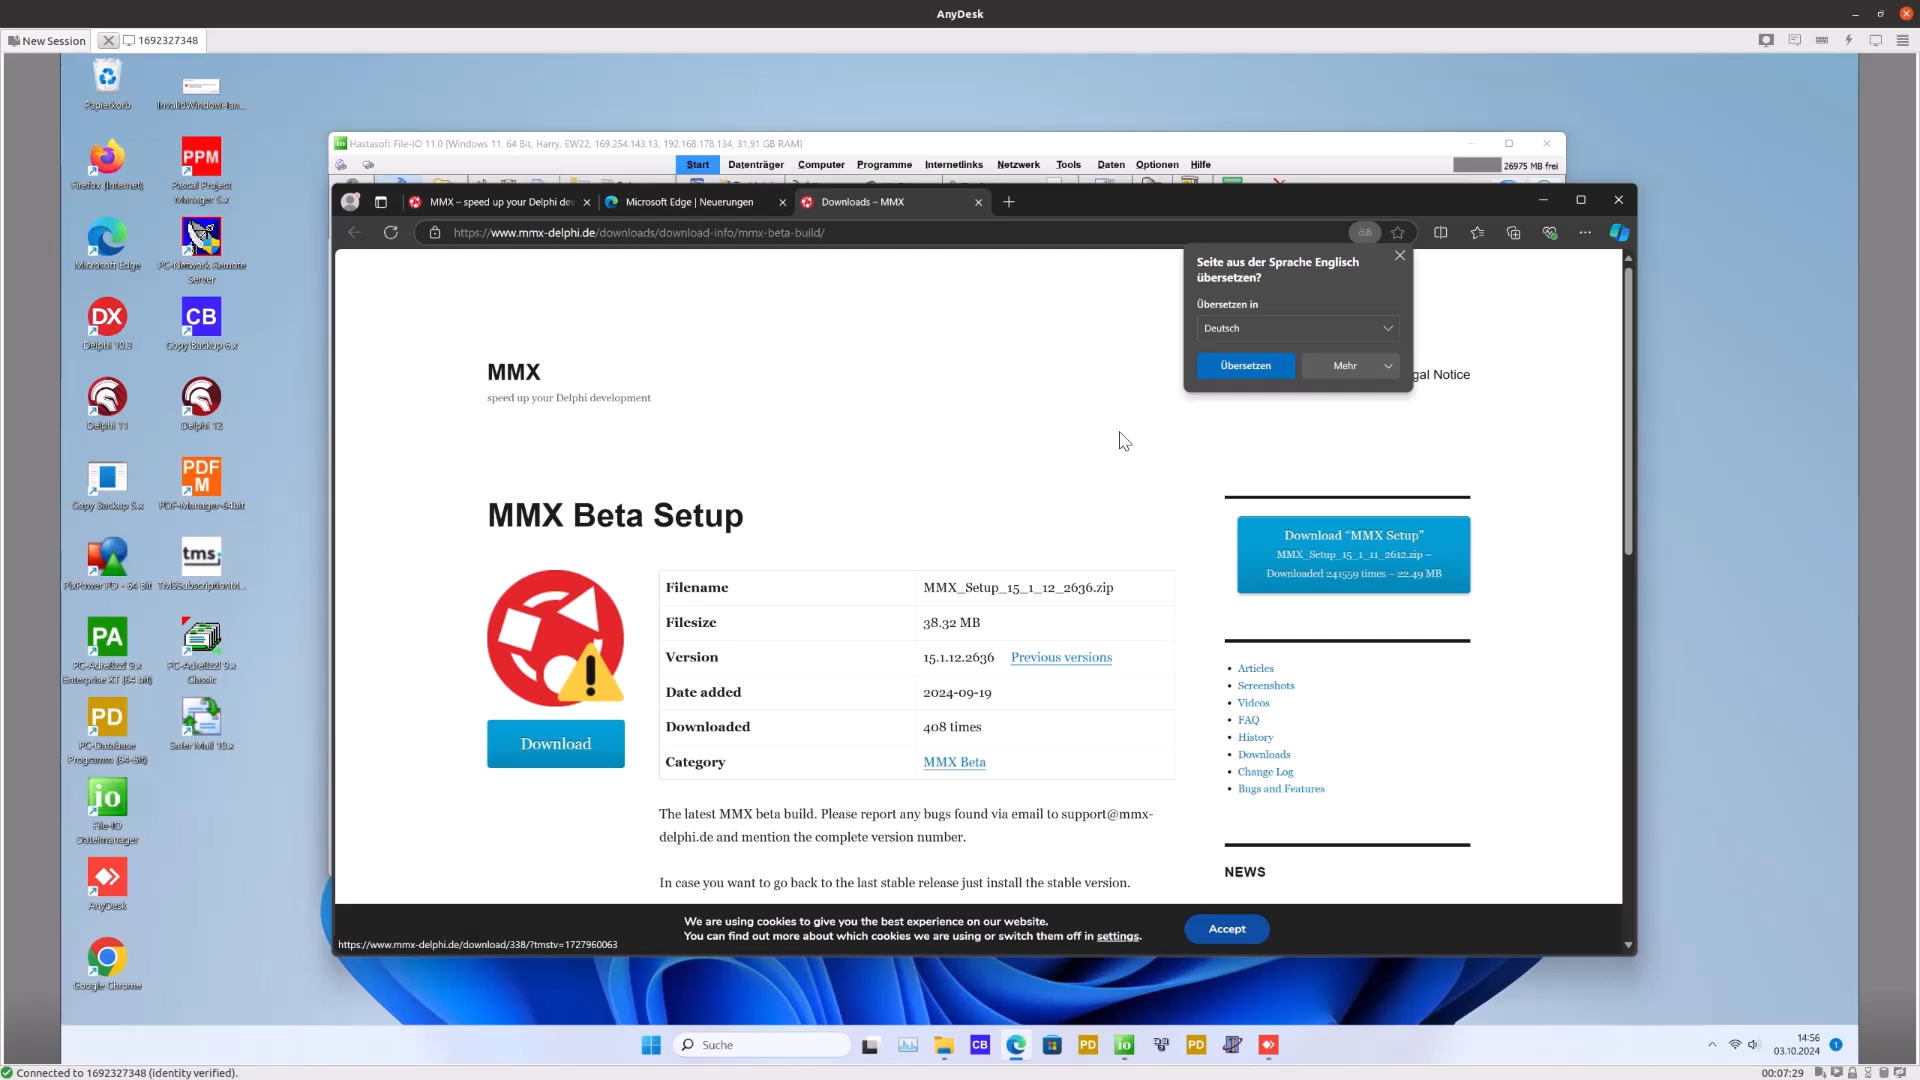 AnyDesk
New Session
1692327348
Papierkorb
InvalidWindowHan...
Firefox (Internet)
PPM
Pascal Project Manager 5.x
Microsoft Edge
PC-Network Remote Server
DX
Delphi 10.3
CB
Copy Backup 6.x
Delphi 11
Delphi 12
Copy Backup 5.x
PDF M
PDF-Manager-64bit
PixPower PD - 64 Bit
tms
TMSSubscriptionM...
PA
PC-Adreßzz! 9.x Enterprise XT (64 bit)
PC-Adreßzz! 9.x Classic
PD
PC-Database Programm (64-Bit)
Safer Mail 10.x
io
File-IO Dateimanager
AnyDesk
Google Chrome
Hastasoft File-IO 11.0 [Windows 11, 64 Bit, Harry, EW22, 169.254.143.13, 192.168.178.134, 31,91 GB RAM]
Start Datenträger Computer Programme Internetlinks Netzwerk Tools Daten Optionen Hilfe
26975 MB frei
MMX – speed up your Delphi dev
Microsoft Edge | Neuerungen
Downloads – MMX
https://www.mmx-delphi.de/downloads/download-info/mmx-beta-build/
Seite aus der Sprache Englisch
übersetzen?
Übersetzen in
Deutsch
Übersetzen
Mehr
gal Notice
MMX
speed up your Delphi development
MMX Beta Setup
Download
Filename MMX_Setup_15_1_12_2636.zip
Filesize 38.32 MB
Version 15.1.12.2636 Previous versions
Date added 2024-09-19
Downloaded 408 times
Category MMX Beta
The latest MMX beta build. Please report any bugs found via email to support@mmx-
delphi.de and mention the complete version number.
In case you want to go back to the last stable release just install the stable version.
Download “MMX Setup”
MMX_Setup_15_1_11_2612.zip –
Downloaded 241559 times – 22.49 MB
Articles
Screenshots
Videos
FAQ
History
Downloads
Change Log
Bugs and Features
NEWS
We are using cookies to give you the best experience on our website.
You can find out more about which cookies we are using or switch them off in settings.
Accept
https://www.mmx-delphi.de/download/338/?tmstv=1727960063
Suche
CB
PD
io
PD
14:56
03.10.2024
1
Connected to 1692327348 (identity verified).
00:07:29